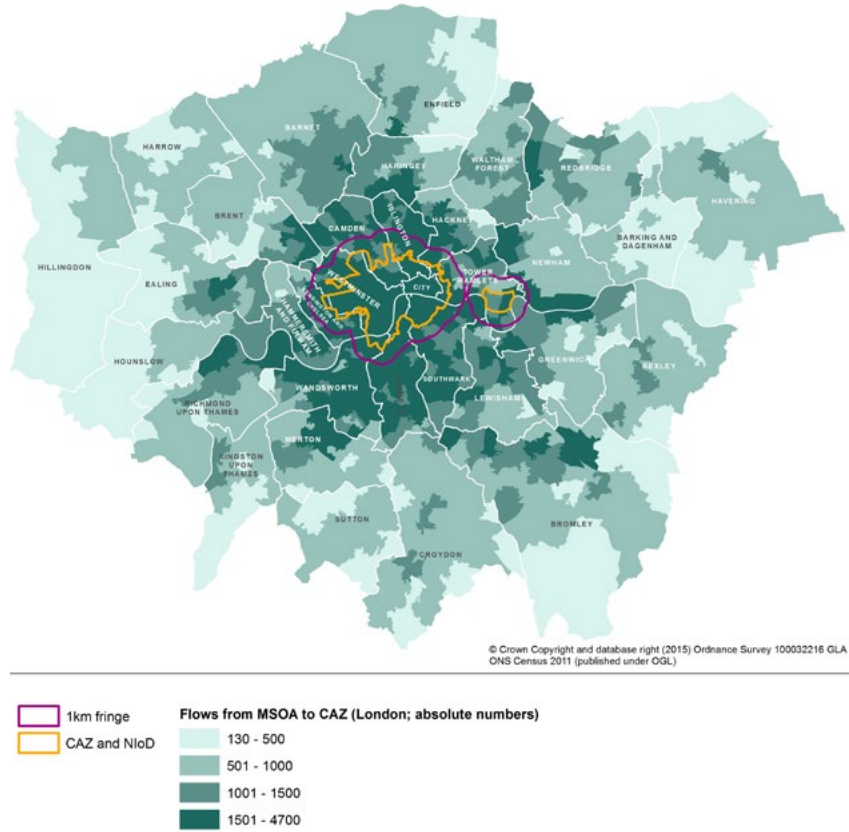 ENFIELD
BARNET
HARROW
HARINGEY
WALTHAM
FOREST
REDBRIDGE
HAVERING
BRENT
CAMDEN
ISLINGTON
HACKNEY
BARKING AND
DAGENHAM
HILLINGDON
EALING
WESTMINSTER
CITY
TOWER
HAMLETS
NEWHAM
KENSINGTON AND
CHELSEA
HAMMERSMITH
AND FULHAM
HOUNSLOW
GREENWICH
BEXLEY
WANDSWORTH
SOUTHWARK
LEWISHAM
RICHMOND
UPON THAMES
MERTON
KINGSTON
UPON
THAMES
SUTTON
CROYDON
BROMLEY
© Crown Copyright and database right (2015) Ordnance Survey 100032216 GLA
ONS Census 2011 (published under OGL)
1km fringe
CAZ and NIoD
Flows from MSOA to CAZ (London; absolute numbers)
130 - 500
501 - 1000
1001 - 1500
1501 - 4700